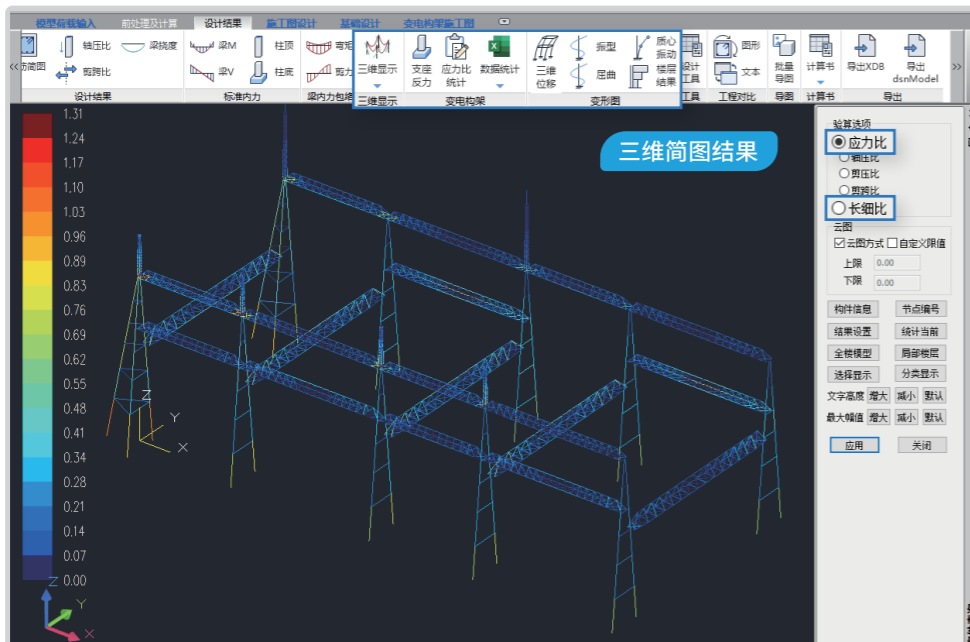 模型荷载输入 前处理及计算 设计结果 施工图设计 基础设计 变电构架施工图
轴压比 梁挠度 梁M 柱顶 弯矩
筋简图 剪跨比 梁V 柱底 剪力
三维显示 支座反力 应力比统计 数据统计
三维位移 振型 屈曲 质心振动 楼层结果
设计工具 图形 文本 批量导图 计算书 导出XDB 导出dsnModel
设计结果 标准内力 梁内力包络 三维显示 变电构架 变形图 工具 工程对比 导图 计算书 导出
三维简图结果
1.31
1.24
1.17
1.10
1.03
0.96
0.89
0.83
0.76
0.69
0.62
0.55
0.48
0.41
0.34
0.28
0.21
0.14
0.07
0.00
Z
Y
X
Z
Y
X
验算选项
应力比
轴压比
剪压比
剪跨比
长细比
云图
云图方式 自定义限值
上限 0.00
下限 0.00
构件信息 节点编号
结果设置 统计当前
全楼模型 局部楼层
选择显示 分类显示
文字高度 增大 减小 默认
最大幅值 增大 减小 默认
应用 关闭